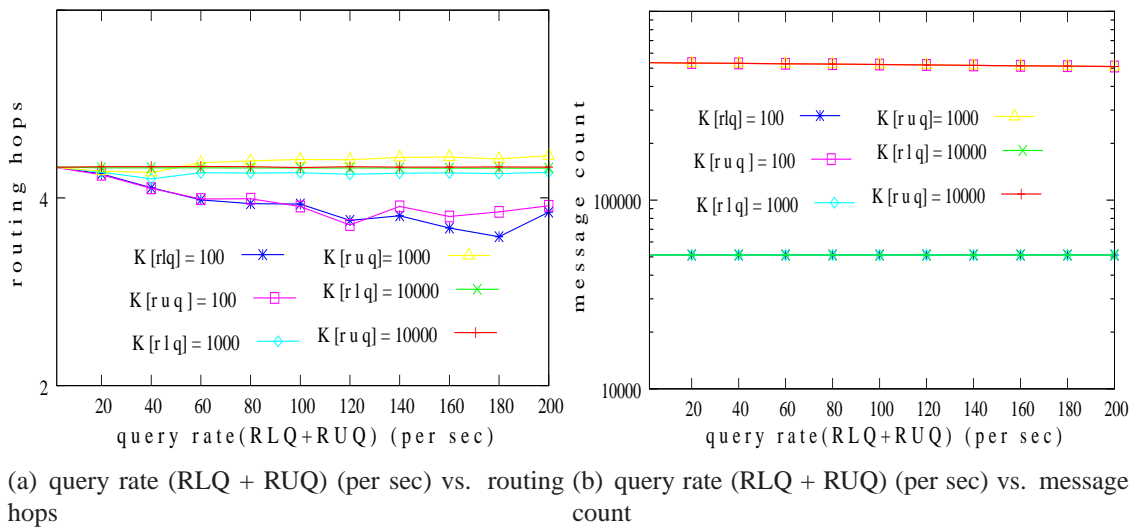 routing hops
4
2
K [rlq] = 100
K [r u q ] = 100
K [r l q] = 1000
K [r u q] = 1000
K [r l q] = 10000
K [r u q] = 10000
20 40 60 80 100 120 140 160 180 200
query rate(RLQ+RUQ) (per sec)
message count
100000
10000
K [rlq] = 100
K [r u q ] = 100
K [r l q] = 1000
K [r u q] = 1000
K [r l q] = 10000
K [r u q] = 10000
20 40 60 80 100 120 140 160 180 200
query rate(RLQ+RUQ) (per sec)
(a) query rate (RLQ + RUQ) (per sec) vs. routing
hops
(b) query rate (RLQ + RUQ) (per sec) vs. message
count